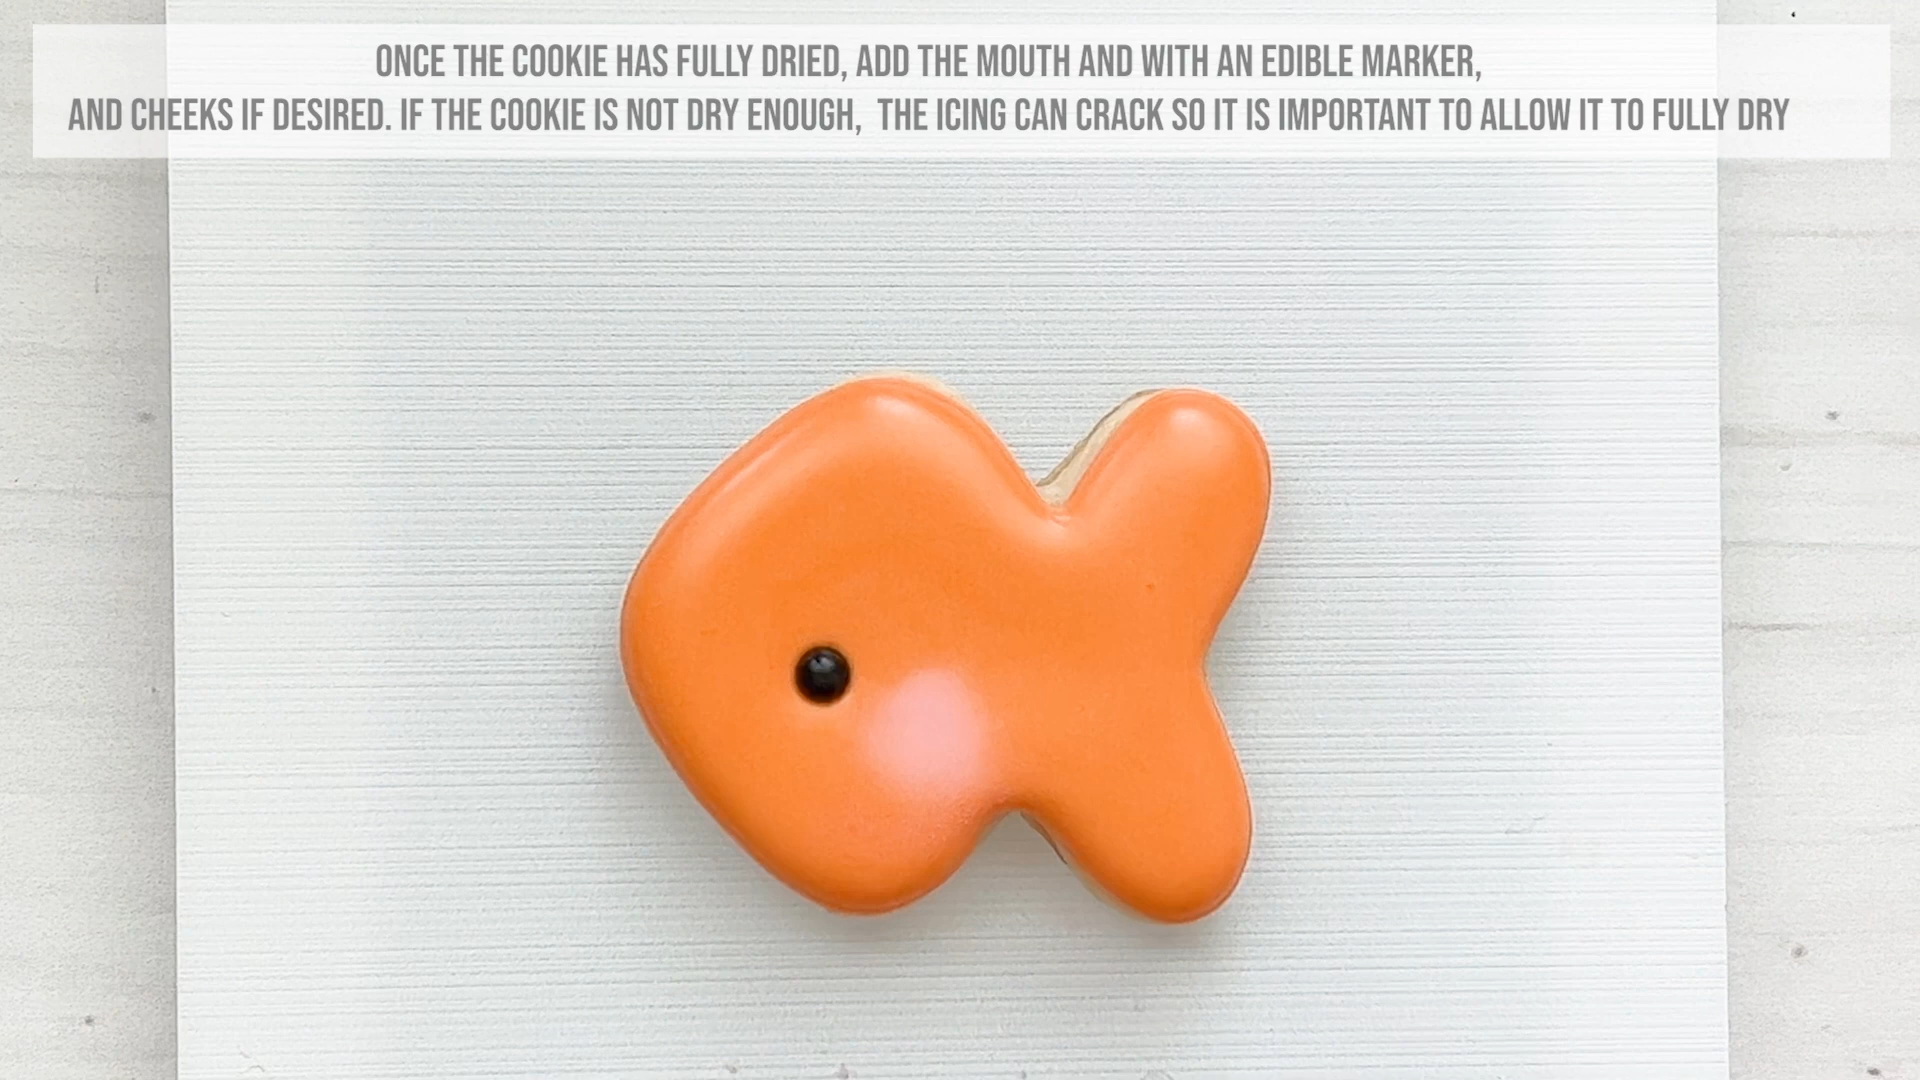 ONCE THE COOKIE HAS FULLY DRIED, ADD THE MOUTH AND WITH AN EDIBLE MARKER,
AND CHEEKS IF DESIRED. IF THE COOKIE IS NOT DRY ENOUGH, THE ICING CAN CRACK SO IT IS IMPORTANT TO ALLOW IT TO FULLY DRY